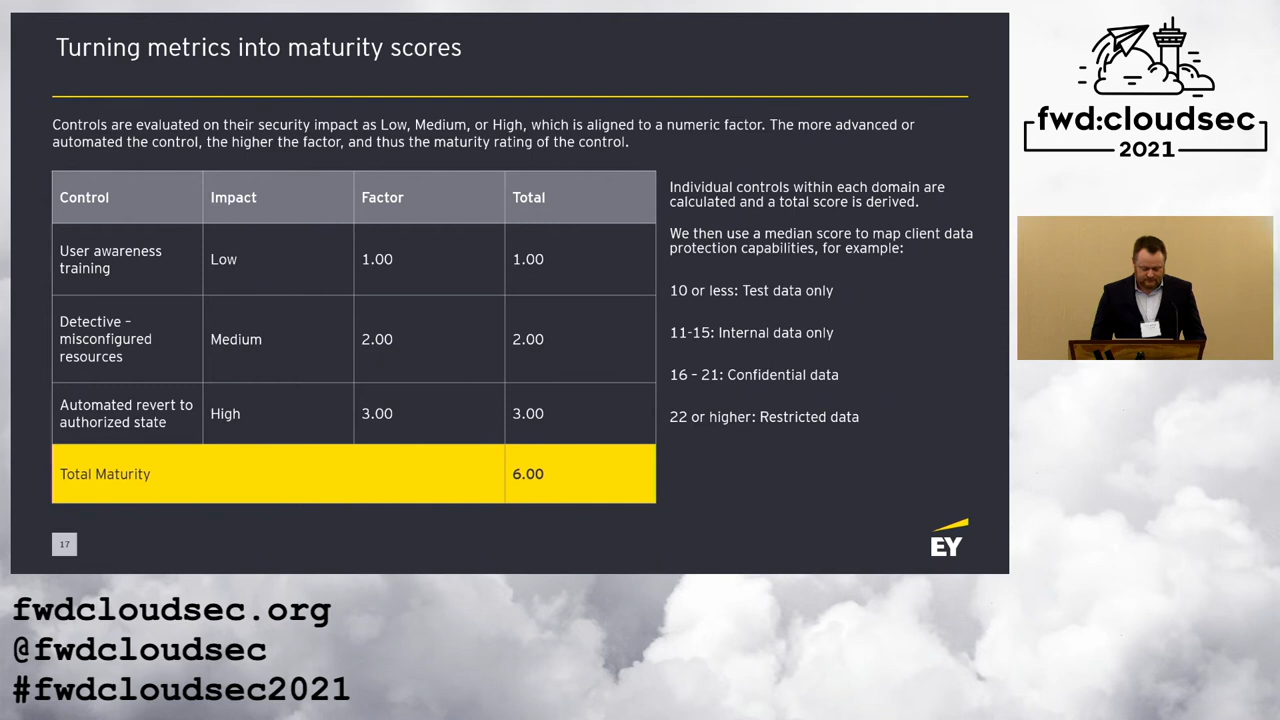 Turning metrics into maturity scores
Controls are evaluated on their security impact as Low, Medium, or High, which is aligned to a numeric factor. The more advanced or
automated the control, the higher the factor, and thus the maturity rating of the control.
Control
Impact
Factor
Total
User awareness
training
Low
1.00
1.00
Detective –
misconfigured
resources
Medium
2.00
2.00
Automated revert to
authorized state
High
3.00
3.00
Total Maturity
6.00
Individual controls within each domain are
calculated and a total score is derived.
We then use a median score to map client data
protection capabilities, for example:
10 or less: Test data only
11-15: Internal data only
16 – 21: Confidential data
22 or higher: Restricted data
17
EY
fwd:cloudsec
2021
fwdcloudsec.org
@fwdcloudsec
#fwdcloudsec2021